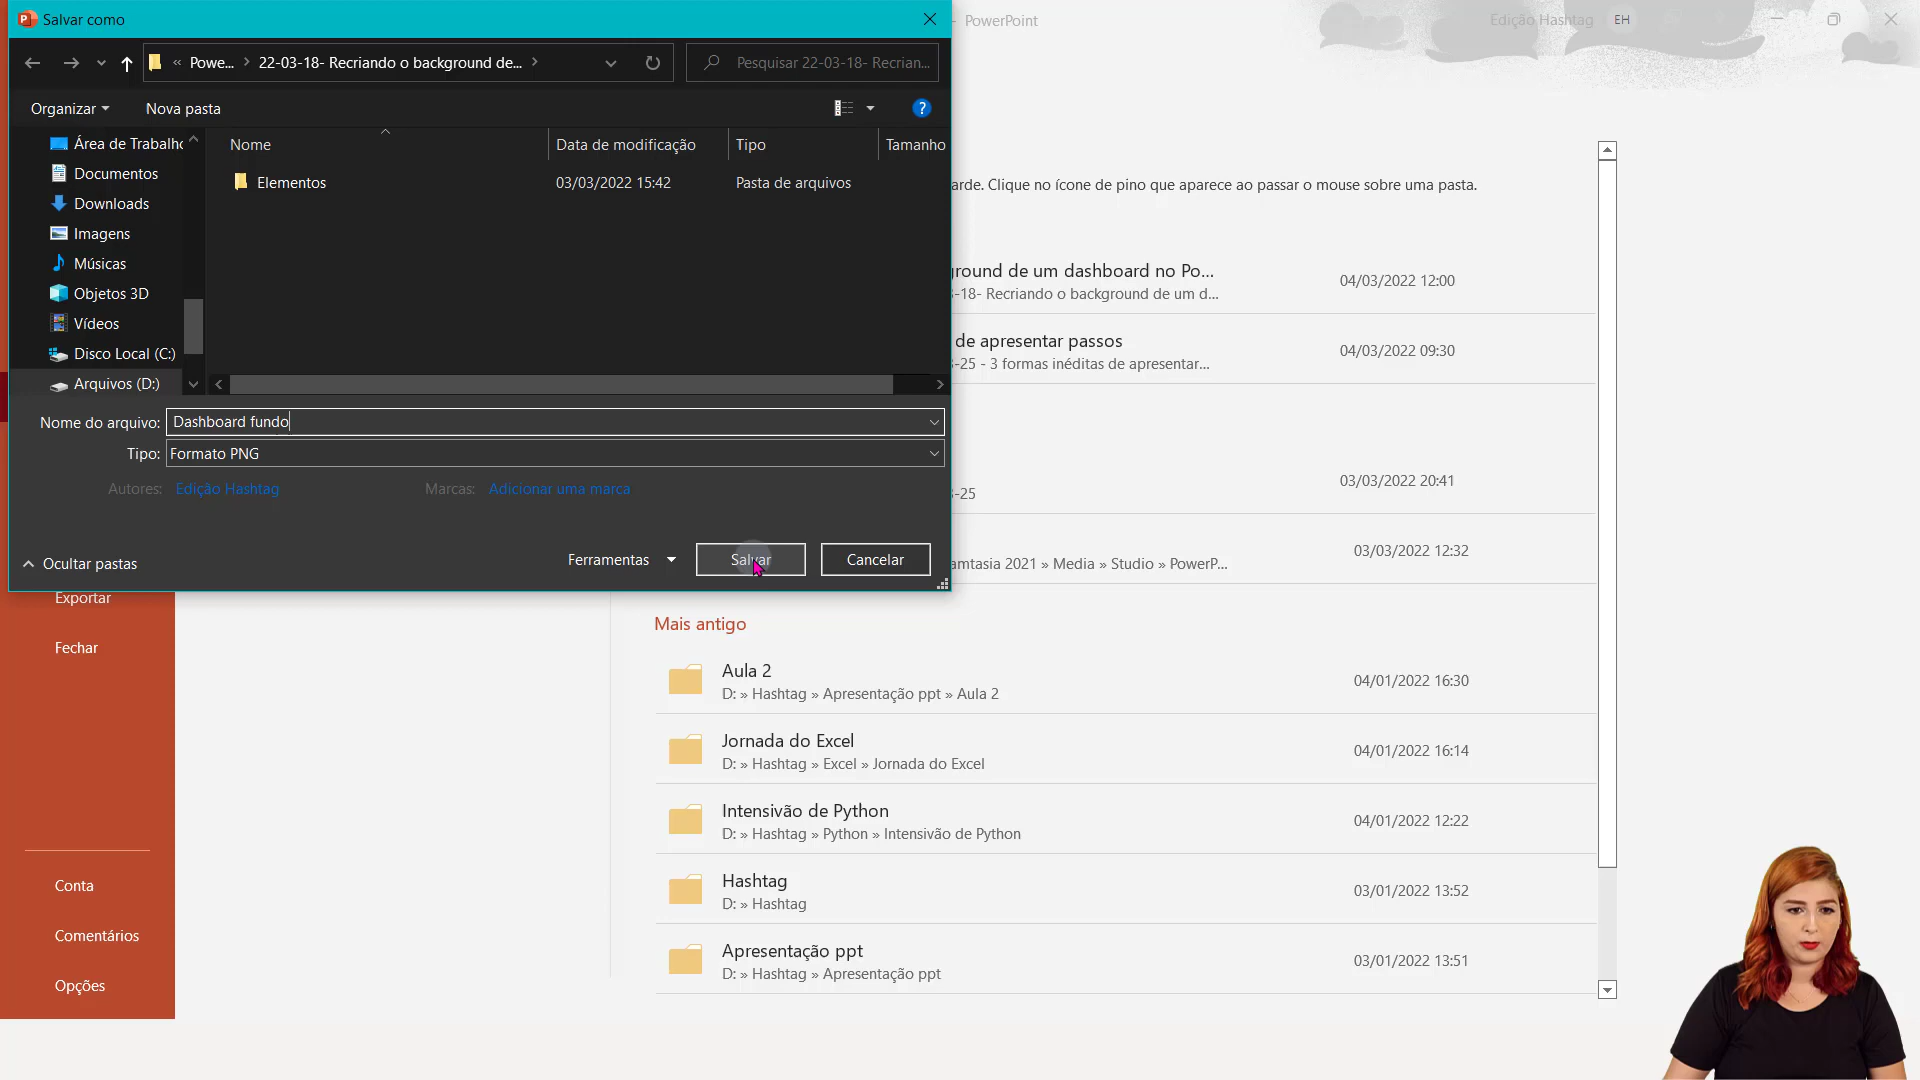 Salvar como
- PowerPoint
Edição Hashtag EH
« Powe... > 22-03-18- Recriando o background de... >
Pesquisar 22-03-18- Recrian...
Organizar
Nova pasta
?
Área de Trabalho
Documentos
Downloads
Imagens
Músicas
Objetos 3D
Vídeos
Disco Local (C:)
Arquivos (D:)
Nome Data de modificação Tipo Tamanho
Elementos 03/03/2022 15:42 Pasta de arquivos
Nome do arquivo: Dashboard fundo
Tipo: Formato PNG
Autores: Edição Hashtag Marcas: Adicionar uma marca
Ocultar pastas
Ferramentas
Salvar
Cancelar
arde. Clique no ícone de pino que aparece ao passar o mouse sobre uma pasta.
ground de um dashboard no Po...
-18- Recriando o background de um d...
04/03/2022 12:00
de apresentar passos
-25 - 3 formas inéditas de apresentar...
04/03/2022 09:30
-25
03/03/2022 20:41
amtasia 2021 » Media » Studio » PowerP...
03/03/2022 12:32
Exportar
Fechar
Conta
Comentários
Opções
Mais antigo
Aula 2
D: » Hashtag » Apresentação ppt » Aula 2
04/01/2022 16:30
Jornada do Excel
D: » Hashtag » Excel » Jornada do Excel
04/01/2022 16:14
Intensivão de Python
D: » Hashtag » Python » Intensivão de Python
04/01/2022 12:22
Hashtag
D: » Hashtag
03/01/2022 13:52
Apresentação ppt
D: » Hashtag » Apresentação ppt
03/01/2022 13:51